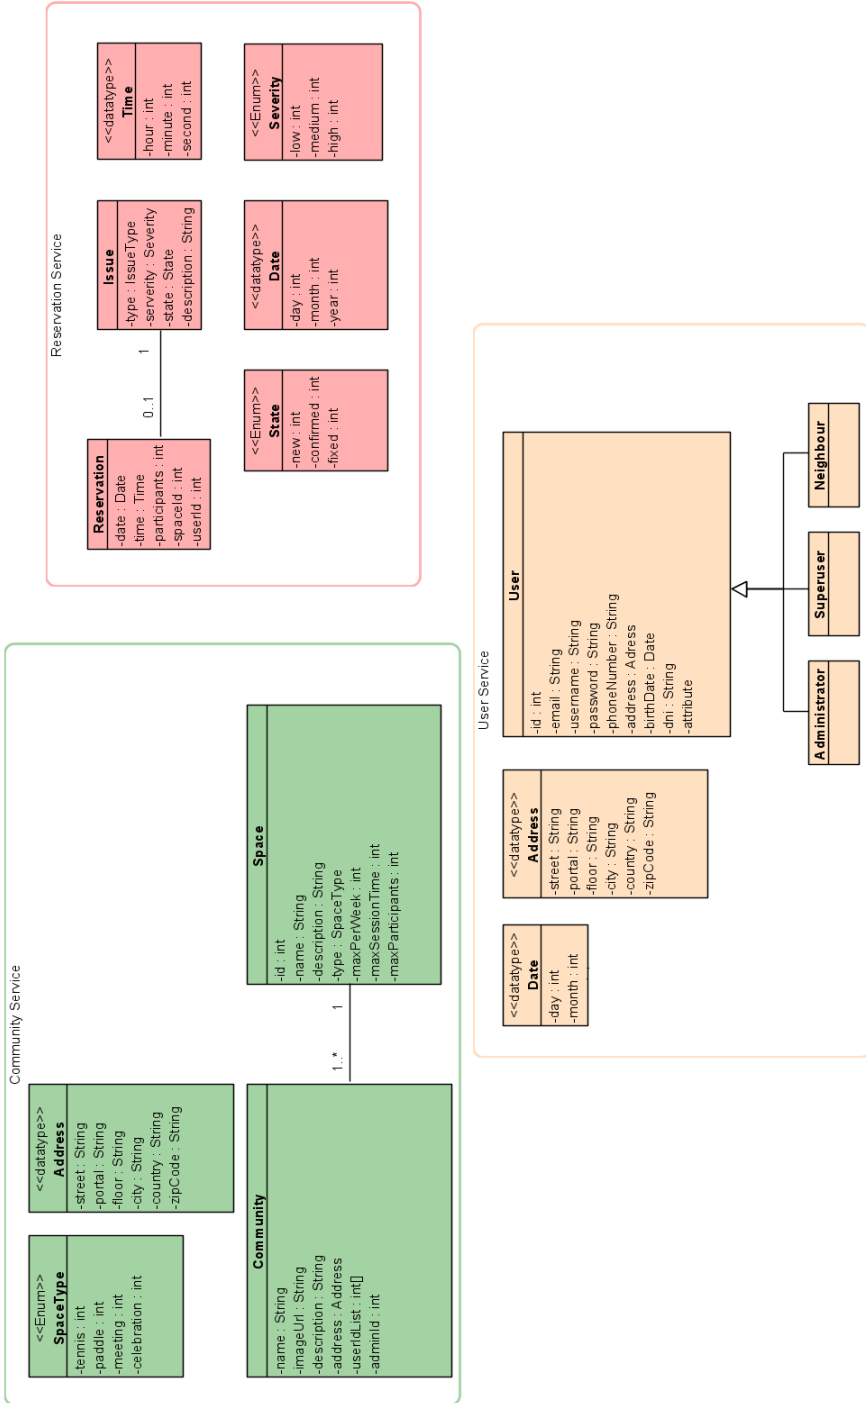 Community Service
<<Enum>>
SpaceType
-tennis : int
-paddle : int
-meeting : int
-celebration : int
<<datatype>>
Address
-street : String
-portal : String
-floor : String
-city : String
-country : String
-zipCode : String
Community
-name : String
-imageUrl : String
-description : String
-address : Address
-userIdList : int[]
-adminId : int
1..*
1
Space
-id : int
-name : String
-description : String
-type : SpaceType
-maxPerWeek : int
-maxSessionTime : int
-maxParticipants : int
Reservation Service
Reservation
-date : Date
-time : Time
-participants : int
-spaceId : int
-userId : int
0..1
1
Issue
-type : IssueType
-serverity : Severity
-state : State
-description : String
<<datatype>>
Time
-hour : int
-minute : int
-second : int
<<Enum>>
State
-new : int
-confirmed : int
-fixed : int
<<datatype>>
Date
-day : int
-month : int
-year : int
<<Enum>>
Severity
-low : int
-medium : int
-high : int
User Service
<<datatype>>
Date
-day : int
-month : int
<<datatype>>
Address
-street : String
-portal : String
-floor : String
-city : String
-country : String
-zipCode : String
User
-id : int
-email : String
-username : String
-password : String
-phoneNumber : String
-address : Adress
-birthDate : Date
-dni : String
-attribute
Administrator
Superuser
Neighbour